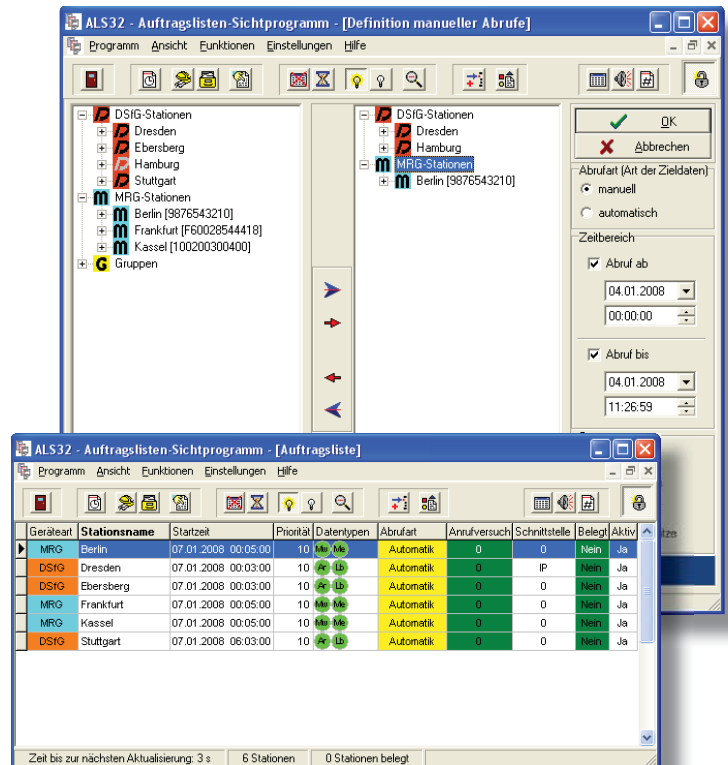 ALS32 - Auftragslisten-Sichtprogramm - [Definition manueller Abrufe]
Programm Ansicht Funktionen Einstellungen Hilfe
DSfG-Stationen
Dresden
Ebersberg
Hamburg
Stuttgart
MRG-Stationen
Berlin [9876543210]
Frankfurt [F60028544418]
Kassel [100200300400]
G Gruppen
DSfG-Stationen
Dresden
Hamburg
MRG-Stationen
Berlin [9876543210]
OK
Abbrechen
Abrufart (Art der Zieldaten)
manuell
automatisch
Zeitbereich
Abruf ab
04.01.2008
00:00:00
Abruf bis
04.01.2008
11:26:59
ALS32 - Auftragslisten-Sichtprogramm - [Auftragsliste]
Programm Ansicht Funktionen Einstellungen Hilfe
Geräteart Stationsname Startzeit Priorität Datentypen Abrufart Anrufversuch Schnittstelle Belegt Aktiv
MRG Berlin 07.01.2008 00:05:00 10 Mw Me Automatik 0 0 Nein Ja
DSfG Dresden 07.01.2008 00:03:00 10 Ar Lb Automatik 0 IP Nein Ja
DSfG Ebersberg 07.01.2008 00:03:00 10 Ar Lb Automatik 0 0 Nein Ja
MRG Frankfurt 07.01.2008 00:05:00 10 Mw Me Automatik 0 0 Nein Ja
MRG Kassel 07.01.2008 00:05:00 10 Mw Me Automatik 0 0 Nein Ja
DSfG Stuttgart 07.01.2008 06:03:00 10 Ar Lb Automatik 0 0 Nein Ja
Zeit bis zur nächsten Aktualisierung: 3 s 6 Stationen 0 Stationen belegt